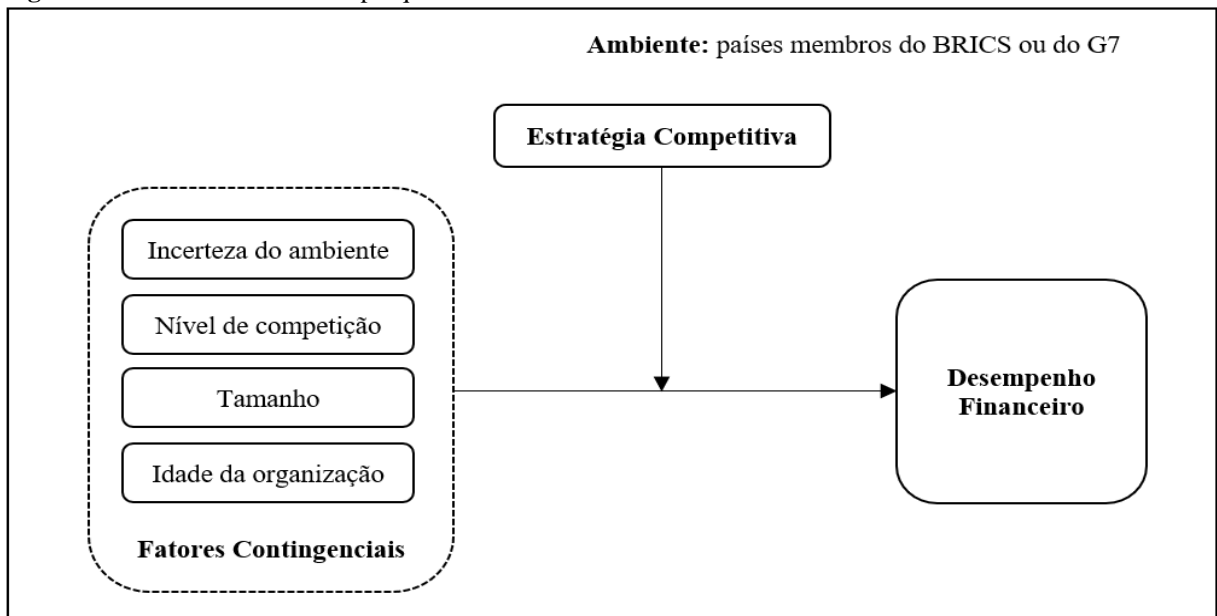 Ambiente: países membros do BRICS ou do G7
Estratégia Competitiva
Incerteza do ambiente
Nível de competição
Tamanho
Idade da organização
Fatores Contingenciais
Desempenho
Financeiro